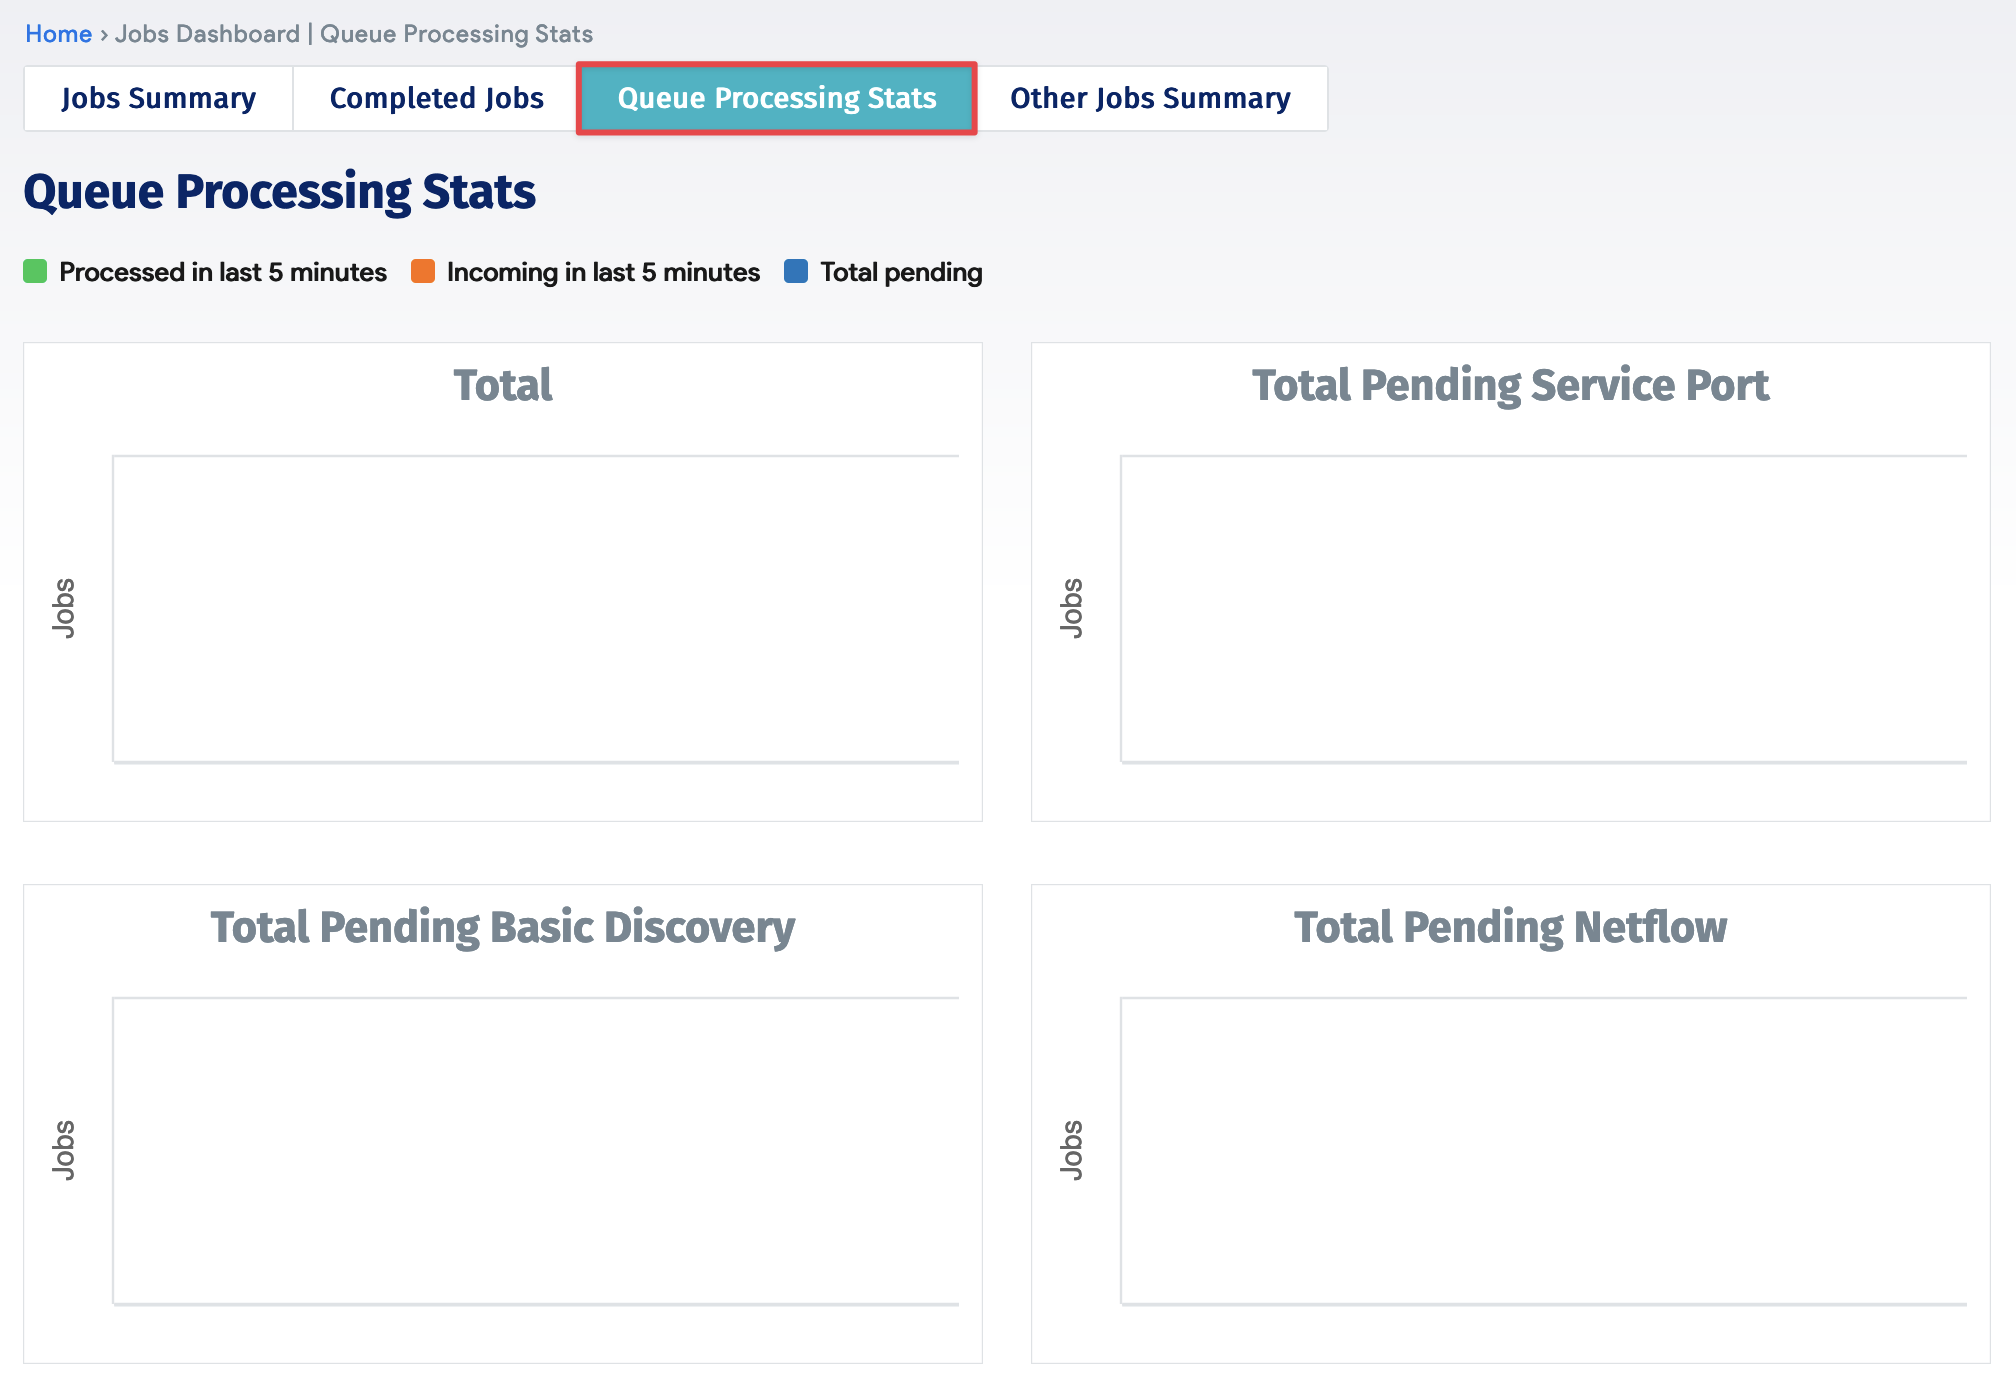 Home › Jobs Dashboard | Queue Processing Stats
Jobs Summary Completed Jobs Queue Processing Stats Other Jobs Summary
Queue Processing Stats
Processed in last 5 minutes Incoming in last 5 minutes Total pending
Total
Jobs
Total Pending Service Port
Jobs
Total Pending Basic Discovery
Jobs
Total Pending Netflow
Jobs